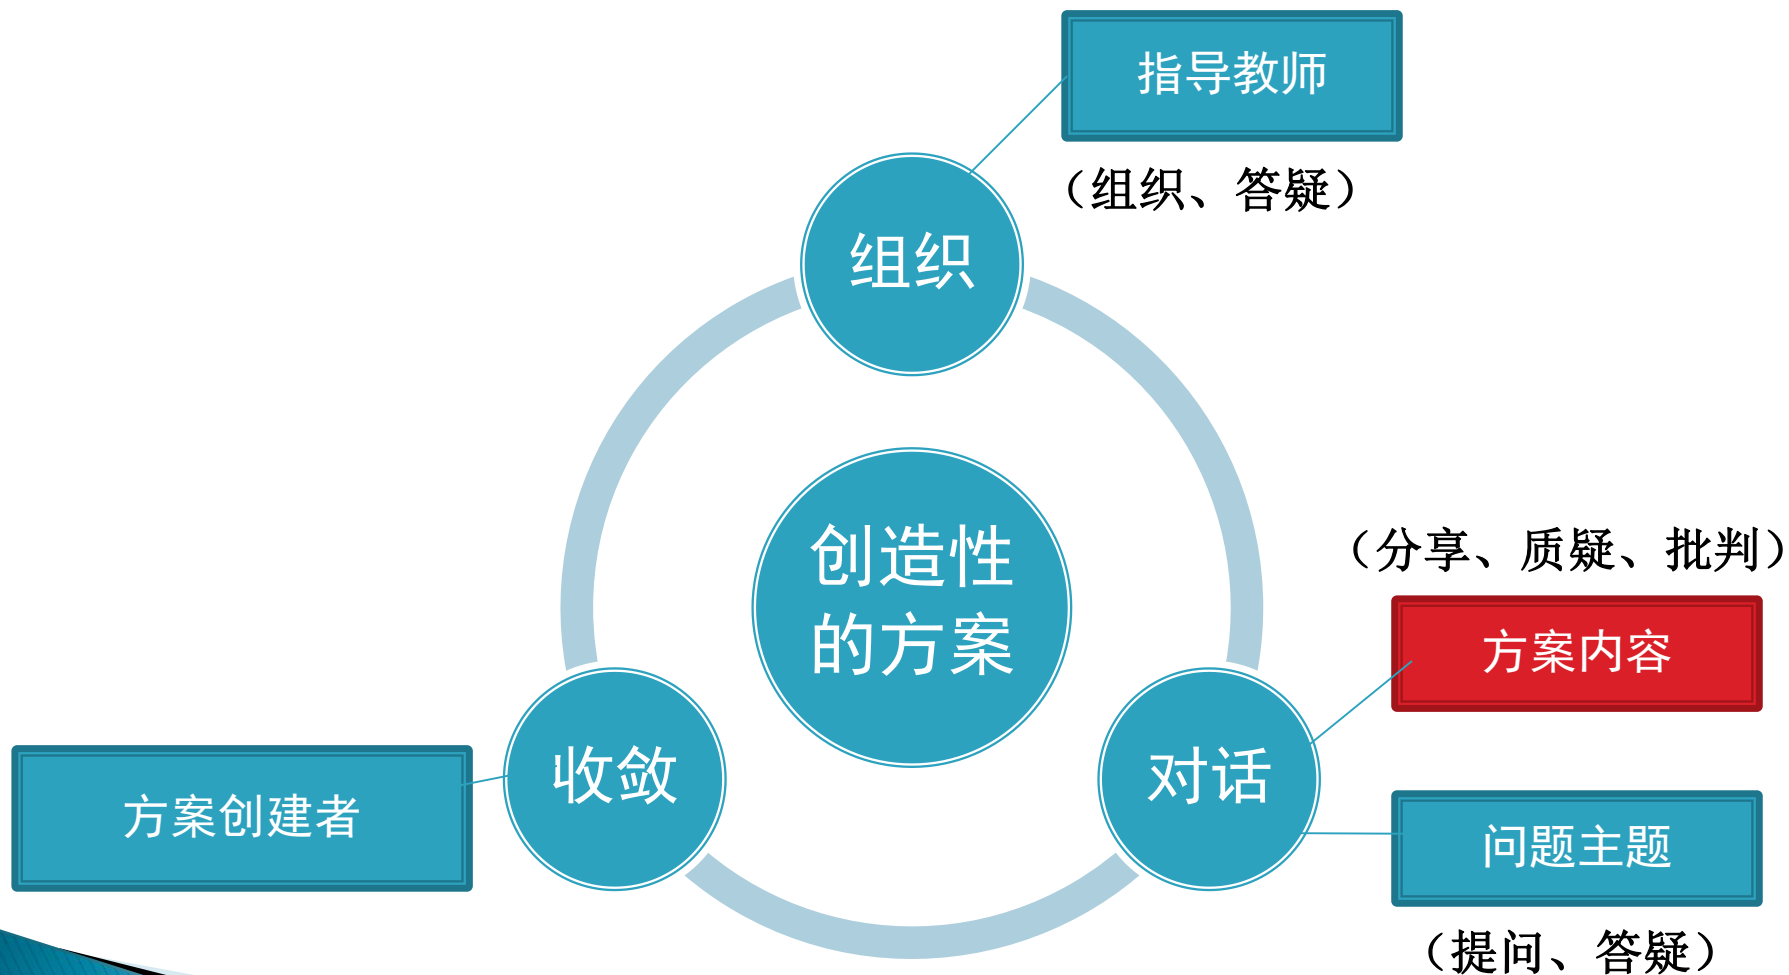 指导教师
（组织、答疑）
组织
创造性
的方案
（分享、质疑、批判）
方案内容
收敛
对话
方案创建者
问题主题
（提问、答疑）